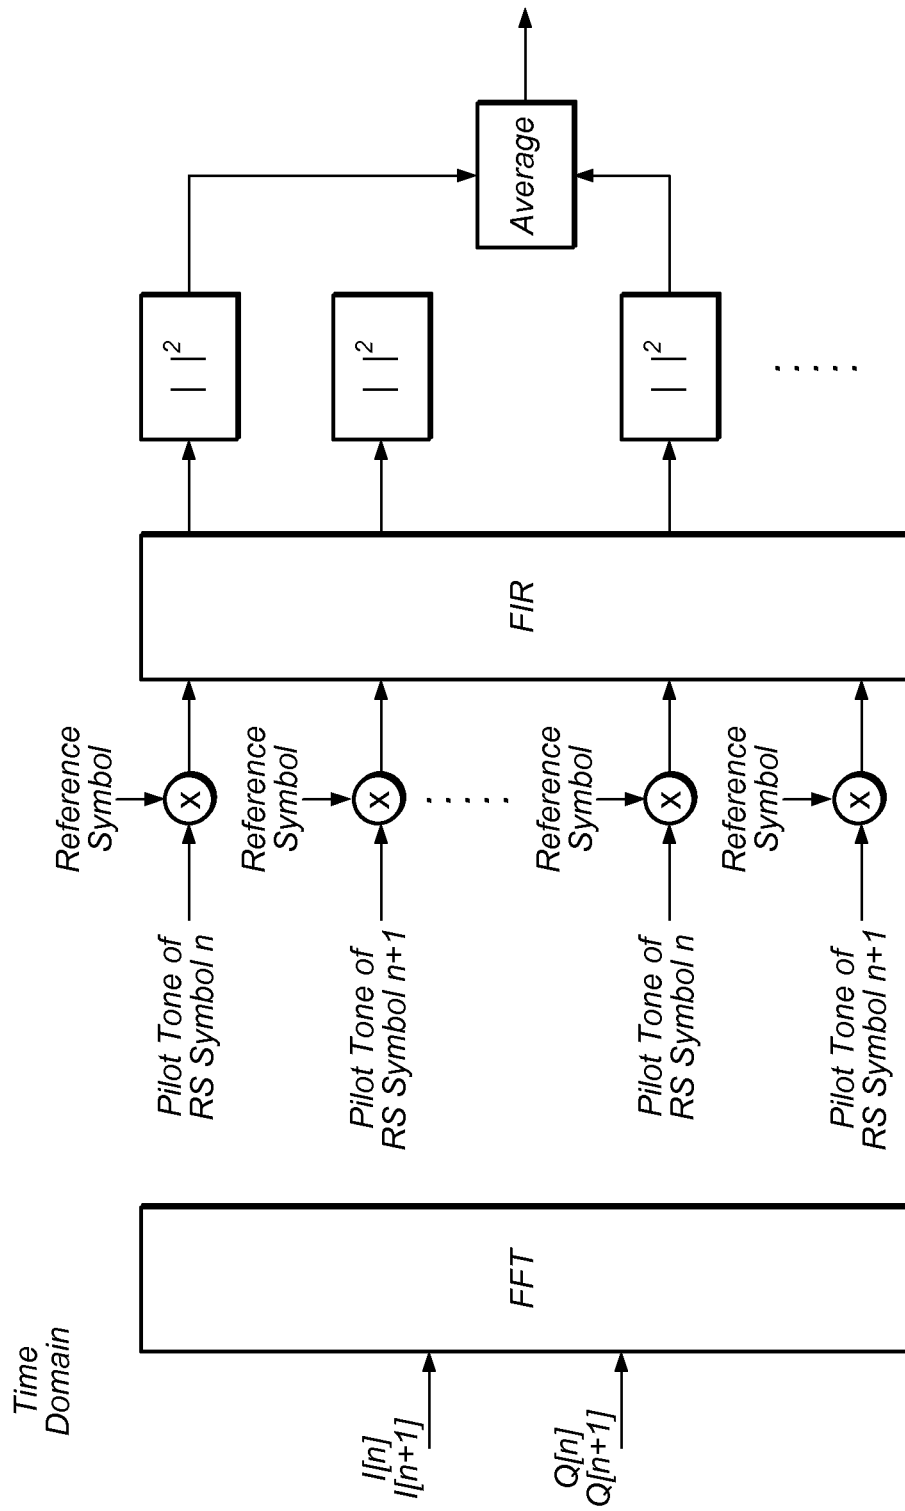 Time
Domain
I[n]
I[n+1]
Q[n]
Q[n+1]
FFT
Pilot Tone of
RS Symbol n
Pilot Tone of
RS Symbol n+1
Pilot Tone of
RS Symbol n
Pilot Tone of
RS Symbol n+1
Reference
Symbol
X
Reference
Symbol
X
.....
Reference
Symbol
X
Reference
Symbol
X
FIR
| |²
| |²
| |²
.....
Average